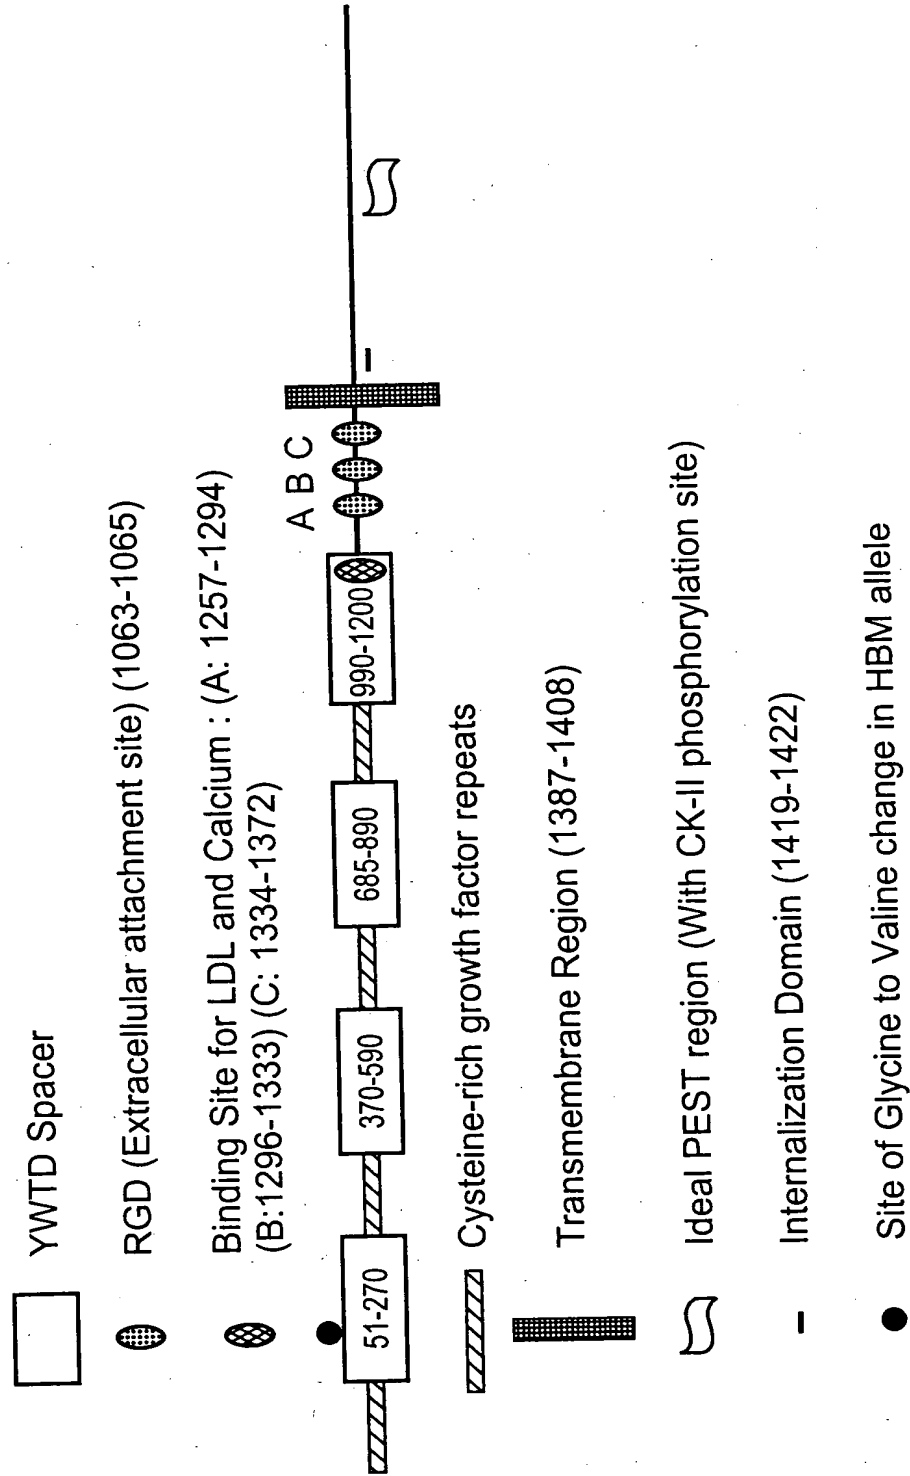 YWTD Spacer
RGD (Extracellular attachment site) (1063-1065)
Binding Site for LDL and Calcium : (A: 1257-1294)
(B:1296-1333) (C: 1334-1372)
A B C
51-270
370-590
685-890
990-1200
Cysteine-rich growth factor repeats
Transmembrane Region (1387-1408)
Ideal PEST region (With CK-II phosphorylation site)
Internalization Domain (1419-1422)
Site of Glycine to Valine change in HBM allele